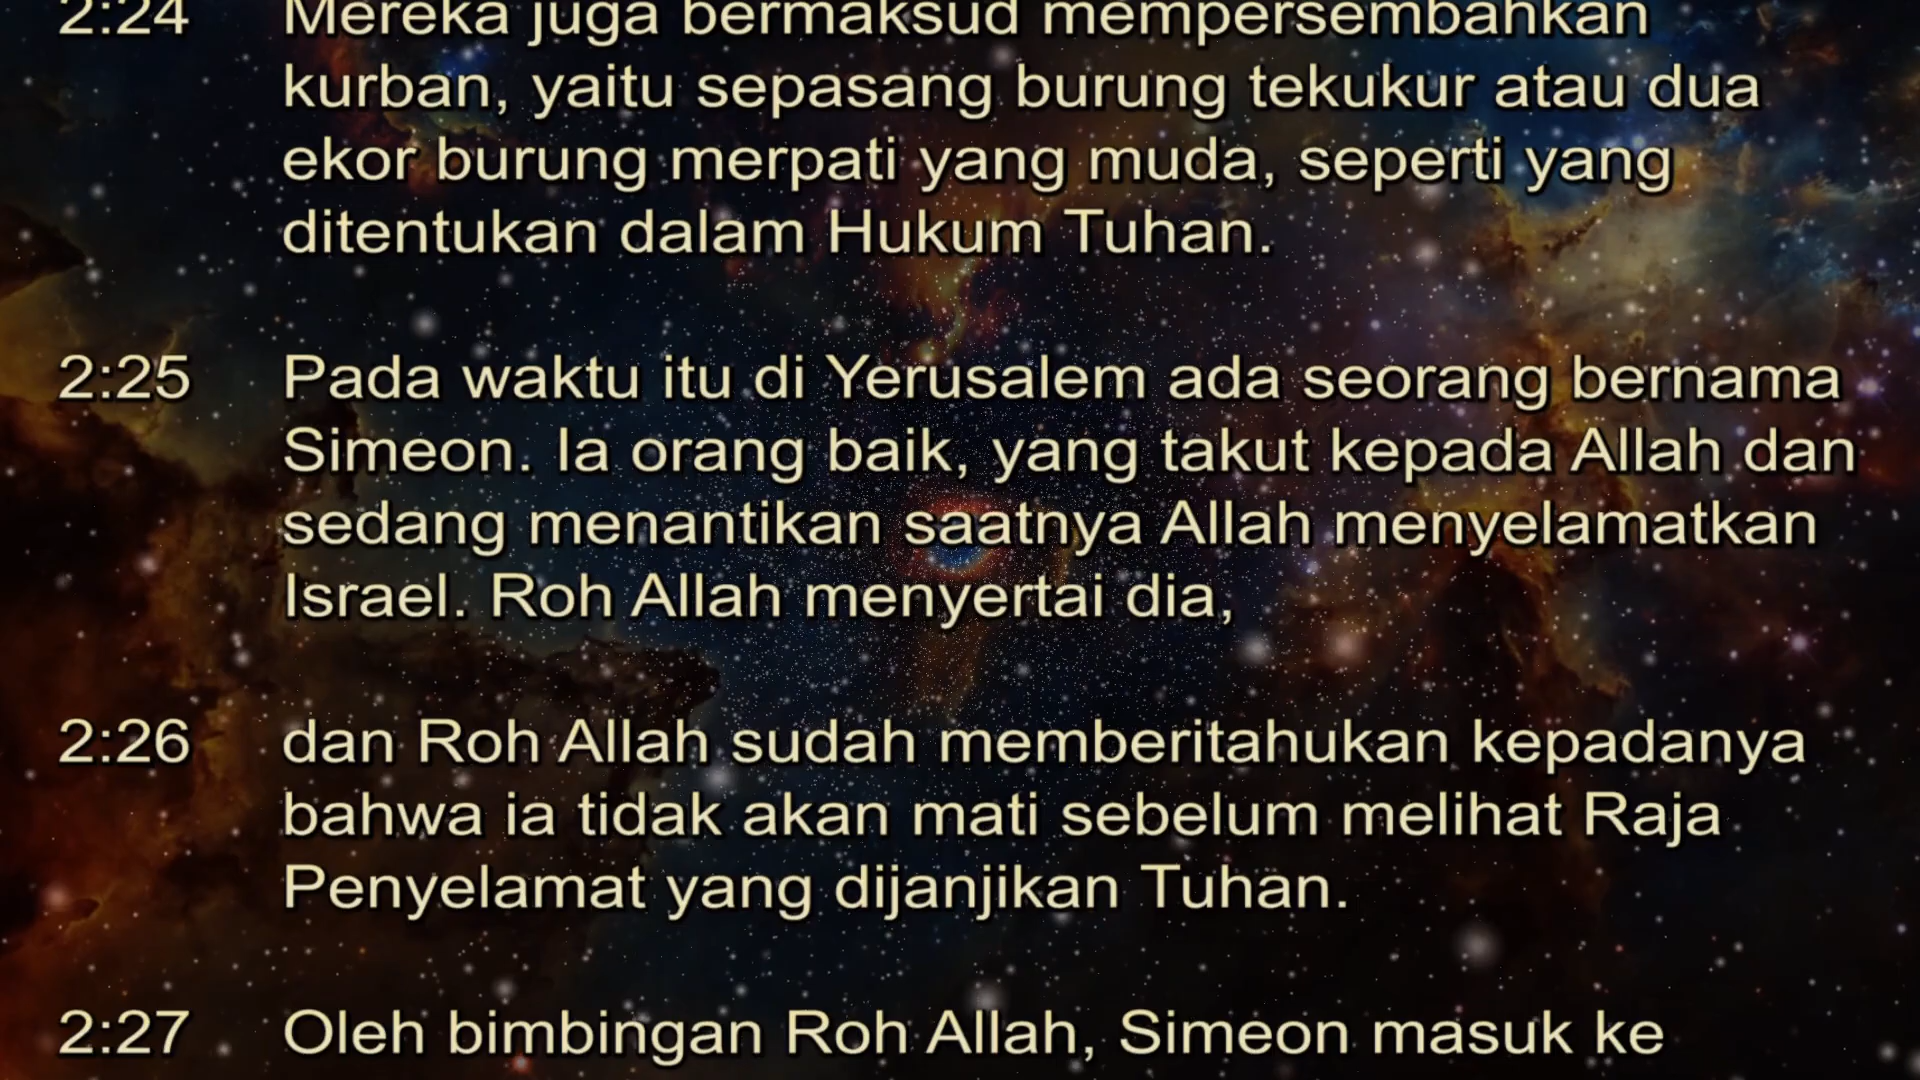 2:24 Mereka juga bermaksud mempersembahkan
kurban, yaitu sepasang burung tekukur atau dua
ekor burung merpati yang muda, seperti yang
ditentukan dalam Hukum Tuhan.
2:25 Pada waktu itu di Yerusalem ada seorang bernama
Simeon. Ia orang baik, yang takut kepada Allah dan
sedang menantikan saatnya Allah menyelamatkan
Israel. Roh Allah menyertai dia,
2:26 dan Roh Allah sudah memberitahukan kepadanya
bahwa ia tidak akan mati sebelum melihat Raja
Penyelamat yang dijanjikan Tuhan.
2:27 Oleh bimbingan Roh Allah, Simeon masuk ke